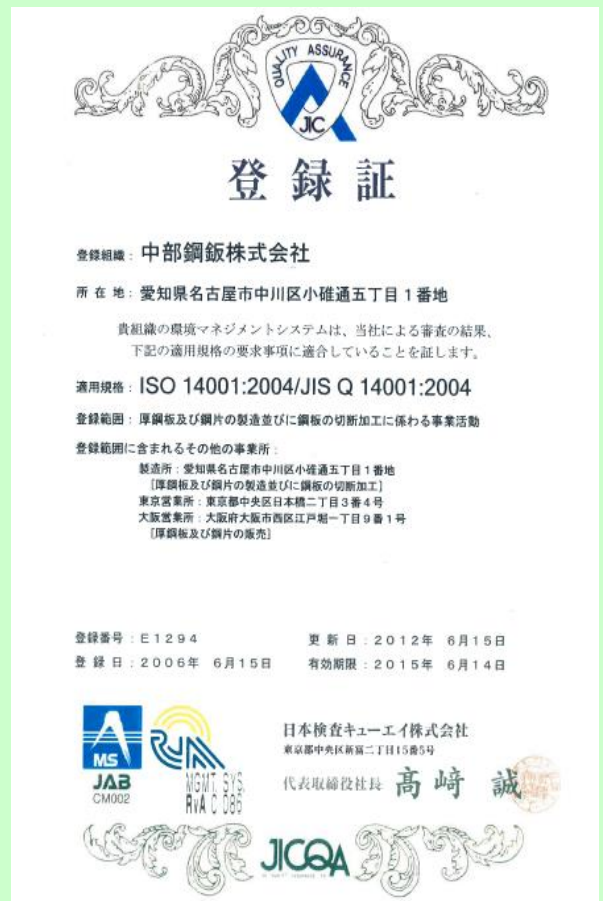 QUALITY ASSURANCE
JIC
登録証
登録組織：中部鋼鈑株式会社
所在地：愛知県名古屋市中川区小碓通五丁目１番地
貴組織の環境マネジメントシステムは、当社による審査の結果、
下記の適用規格の要求事項に適合していることを証します。
適用規格：ISO 14001:2004/JIS Q 14001:2004
登録範囲：厚鋼板及び鋼片の製造並びに鋼板の切断加工に係わる事業活動
登録範囲に含まれるその他の事業所：
製造所：愛知県名古屋市中川区小碓通五丁目１番地
［厚鋼板及び鋼片の製造並びに鋼板の切断加工］
東京営業所：東京都中央区日本橋二丁目３番４号
大阪営業所：大阪府大阪市西区江戸堀一丁目９番１号
［厚鋼板及び鋼片の販売］
登録番号：Ｅ１２９４
更新日：２０１２年　６月１５日
登録日：２００６年　６月１５日
有効期限：２０１５年　６月１４日
MS
JAB
CM002
RvA
MGMT. SYS.
RvA C 085
日本検査キューエイ株式会社
東京都中央区新富二丁目15番5号
代表取締役社長 髙﨑 誠
JICQA